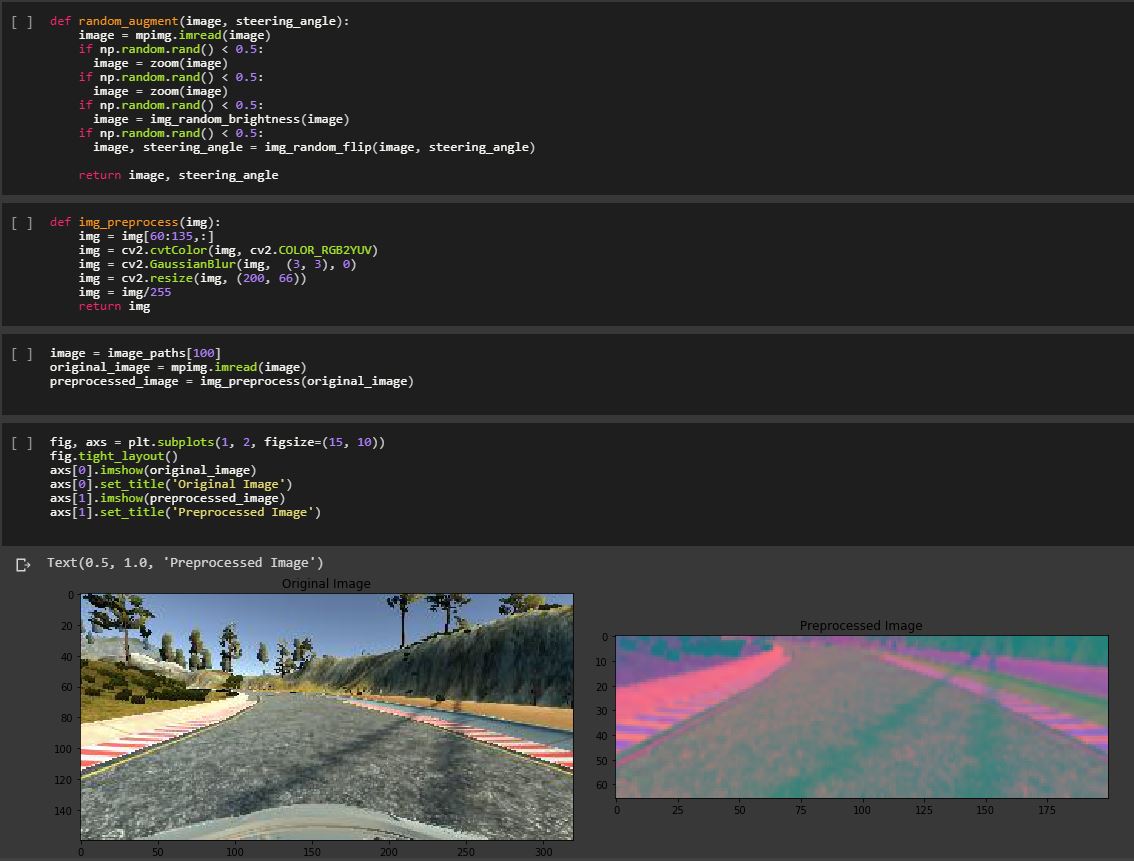 [ ] def random_augment(image, steering_angle):
image = mpimg.imread(image)
if np.random.rand() < 0.5:
image = zoom(image)
if np.random.rand() < 0.5:
image = zoom(image)
if np.random.rand() < 0.5:
image = img_random_brightness(image)
if np.random.rand() < 0.5:
image, steering_angle = img_random_flip(image, steering_angle)
return image, steering_angle
[ ] def img_preprocess(img):
img = img[60:135,:]
img = cv2.cvtColor(img, cv2.COLOR_RGB2YUV)
img = cv2.GaussianBlur(img,  (3, 3), 0)
img = cv2.resize(img, (200, 66))
img = img/255
return img
[ ] image = image_paths[100]
original_image = mpimg.imread(image)
preprocessed_image = img_preprocess(original_image)
[ ] fig, axs = plt.subplots(1, 2, figsize=(15, 10))
fig.tight_layout()
axs[0].imshow(original_image)
axs[0].set_title('Original Image')
axs[1].imshow(preprocessed_image)
axs[1].set_title('Preprocessed Image')
Text(0.5, 1.0, 'Preprocessed Image')
Original Image
0
20
40
60
80
100
120
140
0 50 100 150 200 250 300
Preprocessed Image
0
10
20
30
40
50
60
0 25 50 75 100 125 150 175